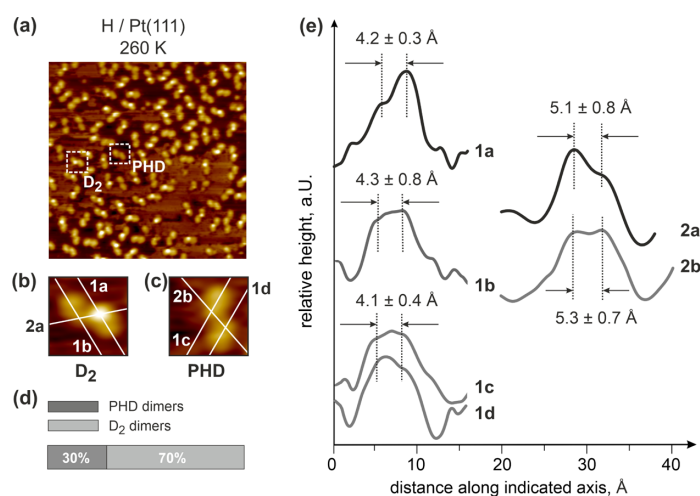 (a)
H / Pt(111)
260 K
D2
PHD
(b)
1a
2a
1b
D2
(c)
1d
2b
1c
PHD
(d)
PHD dimers
D2 dimers
30%
70%
(e)
relative height, a.U.
4.2 ± 0.3 Å
1a
4.3 ± 0.8 Å
1b
4.1 ± 0.4 Å
1c
1d
5.1 ± 0.8 Å
2a
2b
5.3 ± 0.7 Å
0 5 10 15 20 30 40
distance along indicated axis, Å